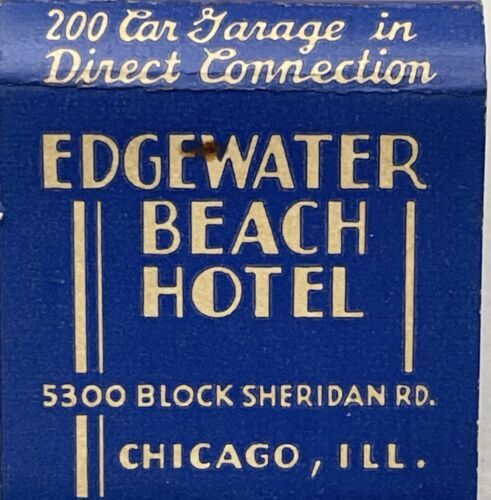 200 Car Garage in
Direct Connection
EDGEWATER
BEACH
HOTEL
5300 BLOCK SHERIDAN RD.
CHICAGO, ILL.